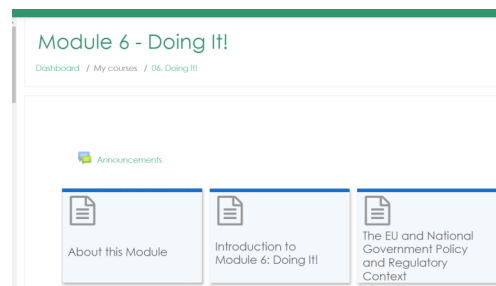 Module 6 - Doing It!
Dashboard / My courses / 06. Doing It!
Announcements
About this Module
Introduction to
Module 6: Doing It!
The EU and National
Government Policy
and Regulatory
Context